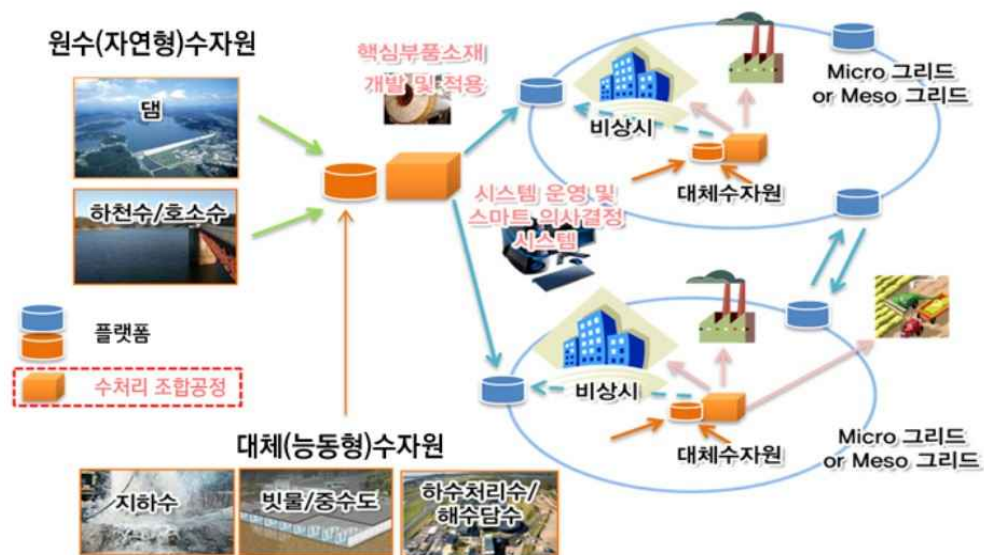 원수(자연형)수자원
댐
하천수/호소수
플랫폼
수처리 조합공정
대체(능동형)수자원
지하수
빗물/중수도
하수처리수/
해수담수
핵심부품소재
개발 및 적용
시스템 운영 및
스마트 의사결정
시스템
비상시
대체수자원
Micro 그리드
or Meso 그리드
비상시
대체수자원
Micro 그리드
or Meso 그리드